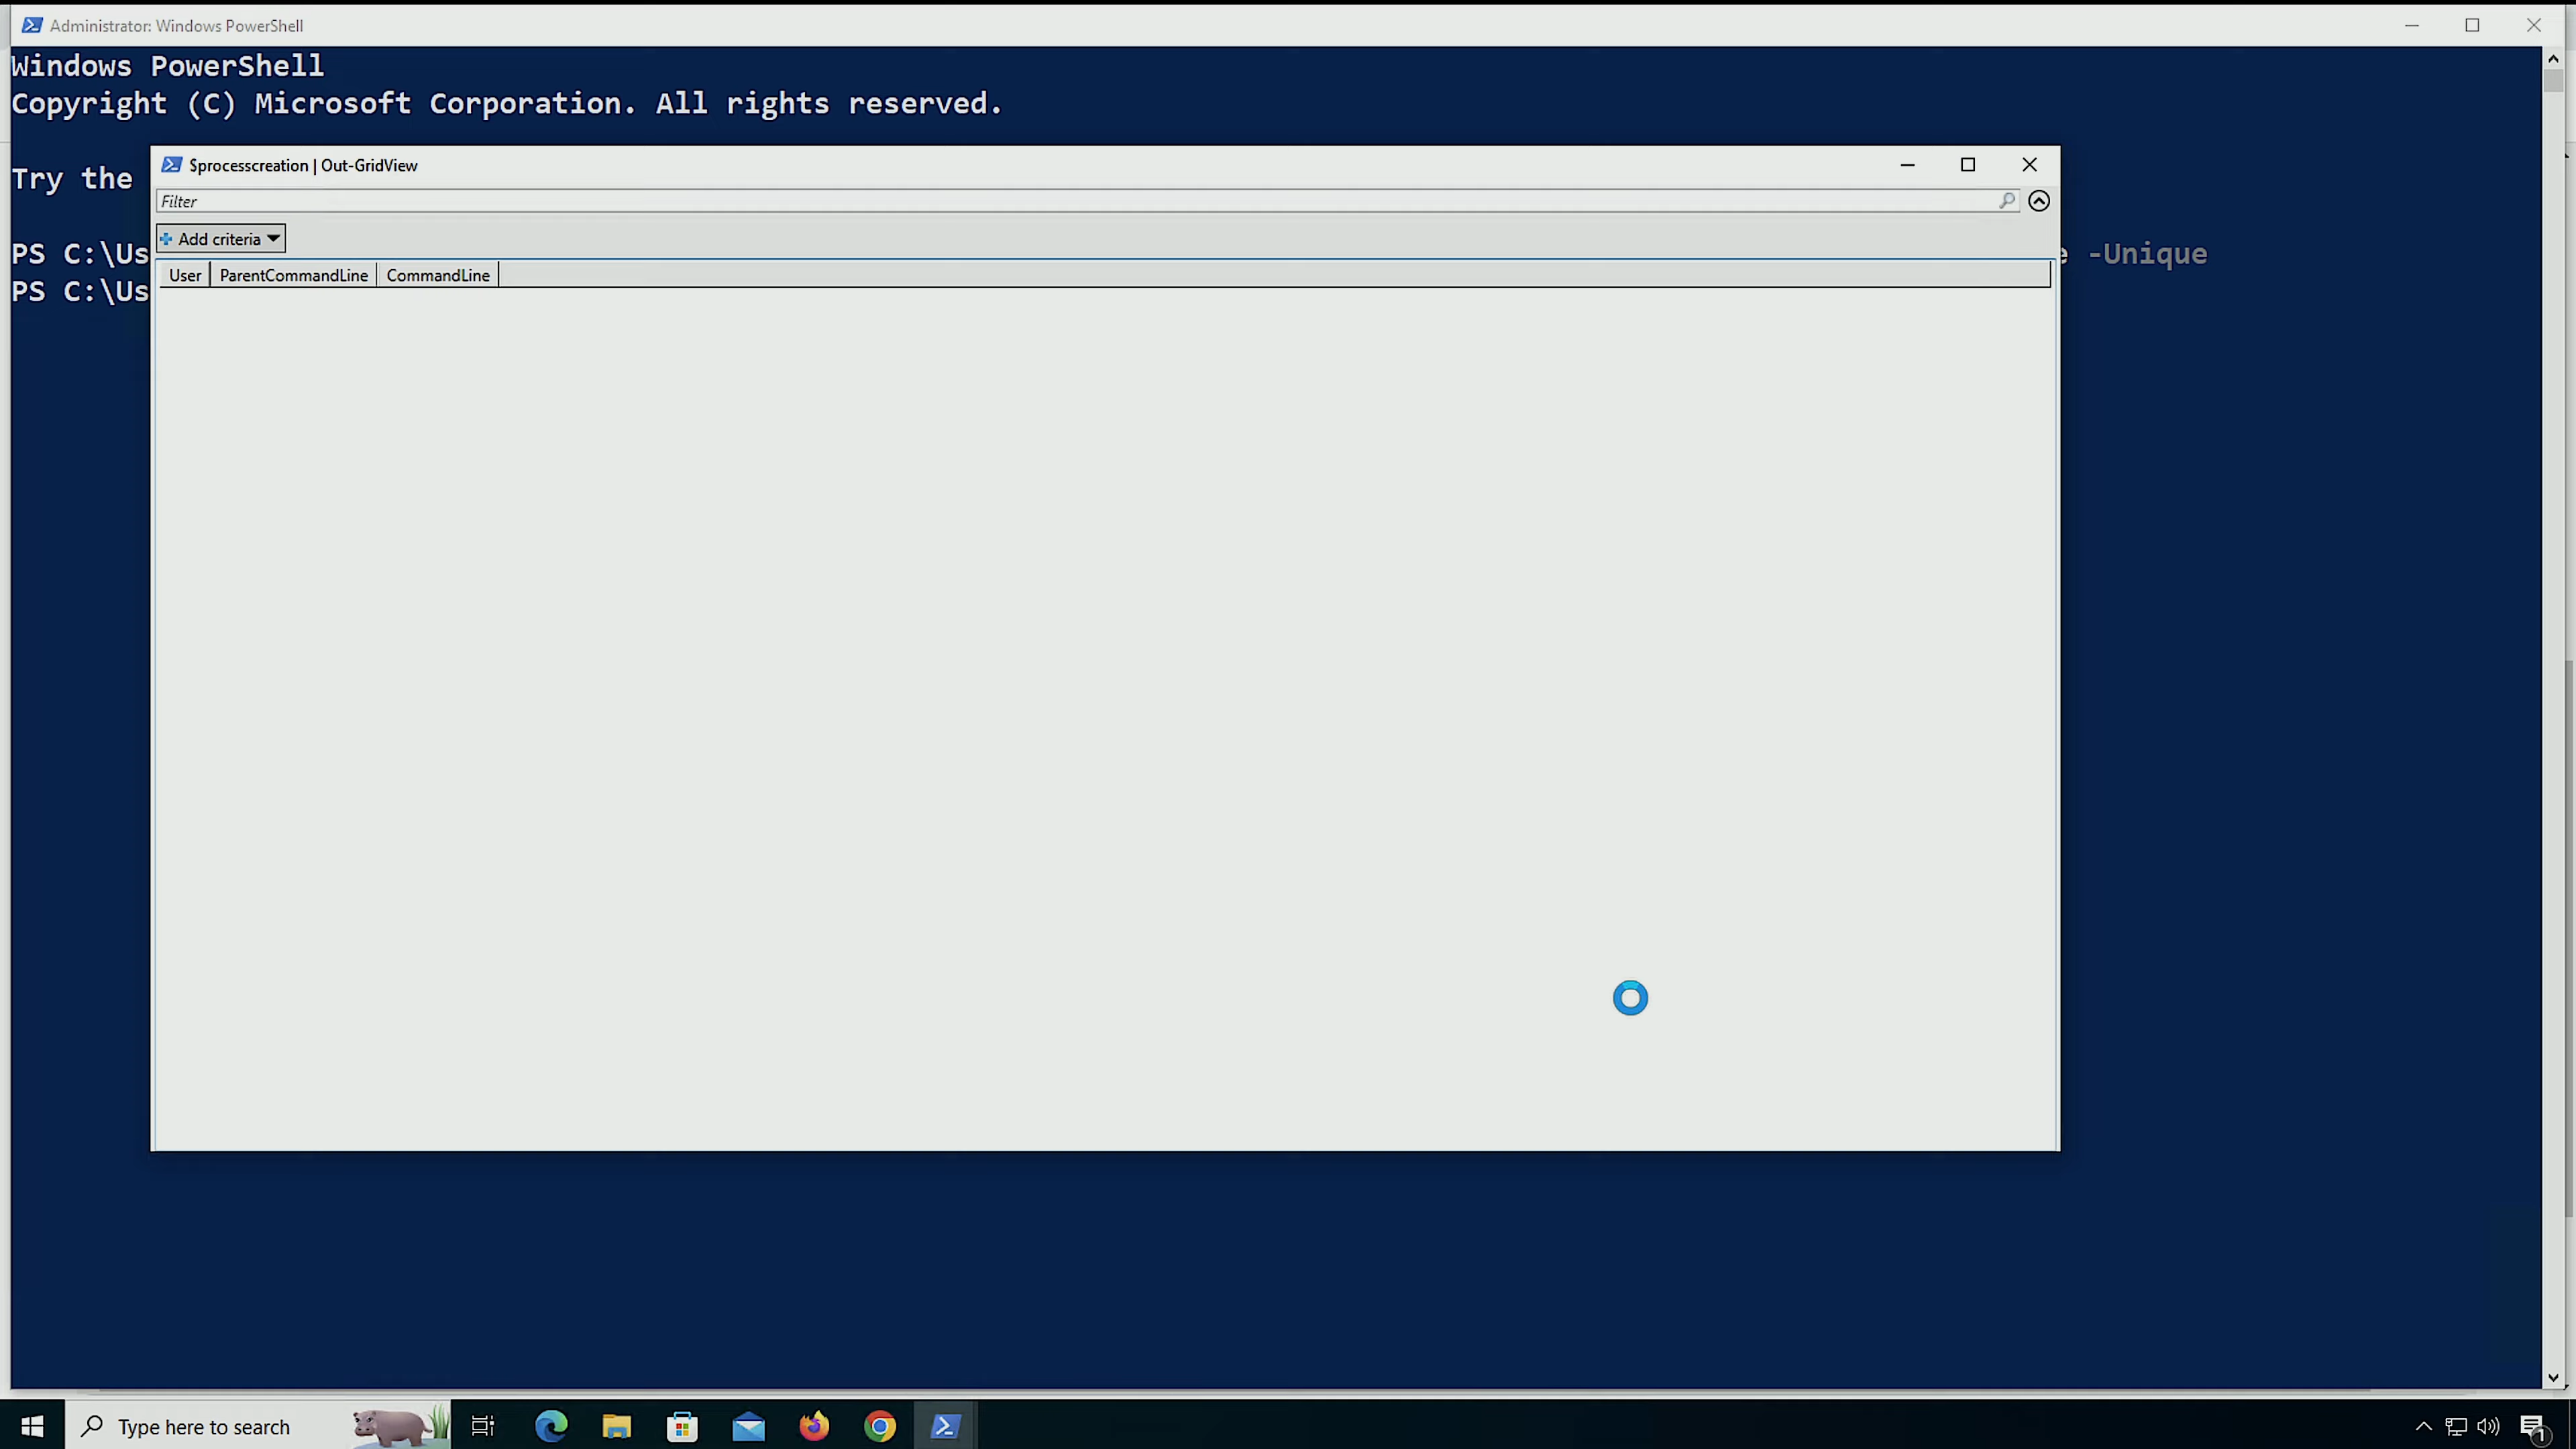 Administrator: Windows PowerShell
Windows PowerShell
Copyright (C) Microsoft Corporation. All rights reserved.
Try the
$processcreation | Out-GridView
Filter
Add criteria
PS C:\Us
-Unique
User ParentCommandLine CommandLine
PS C:\Us
Type here to search
1